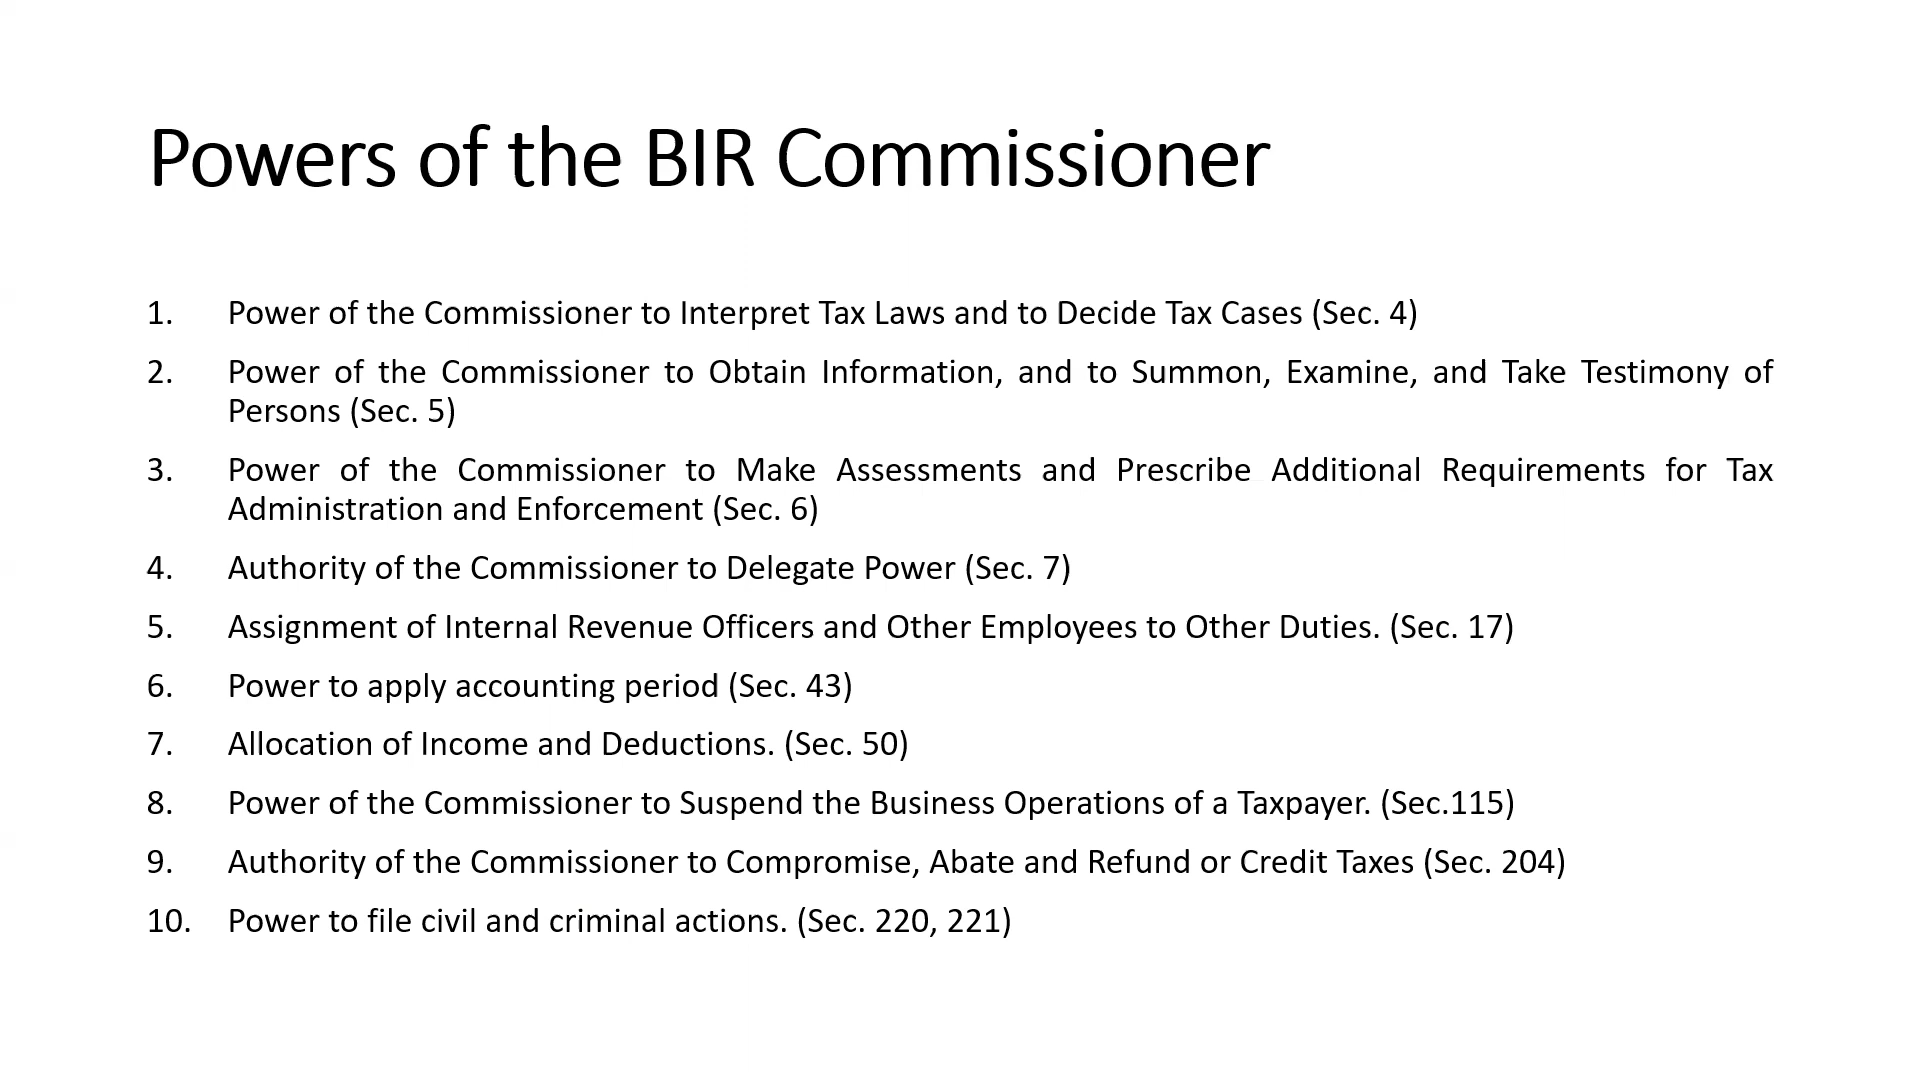 Powers of the BIR Commissioner
1. Power of the Commissioner to Interpret Tax Laws and to Decide Tax Cases (Sec. 4)
2. Power of the Commissioner to Obtain Information, and to Summon, Examine, and Take Testimony of
Persons (Sec. 5)
3. Power of the Commissioner to Make Assessments and Prescribe Additional Requirements for Tax
Administration and Enforcement (Sec. 6)
4. Authority of the Commissioner to Delegate Power (Sec. 7)
5. Assignment of Internal Revenue Officers and Other Employees to Other Duties. (Sec. 17)
6. Power to apply accounting period (Sec. 43)
7. Allocation of Income and Deductions. (Sec. 50)
8. Power of the Commissioner to Suspend the Business Operations of a Taxpayer. (Sec.115)
9. Authority of the Commissioner to Compromise, Abate and Refund or Credit Taxes (Sec. 204)
10. Power to file civil and criminal actions. (Sec. 220, 221)